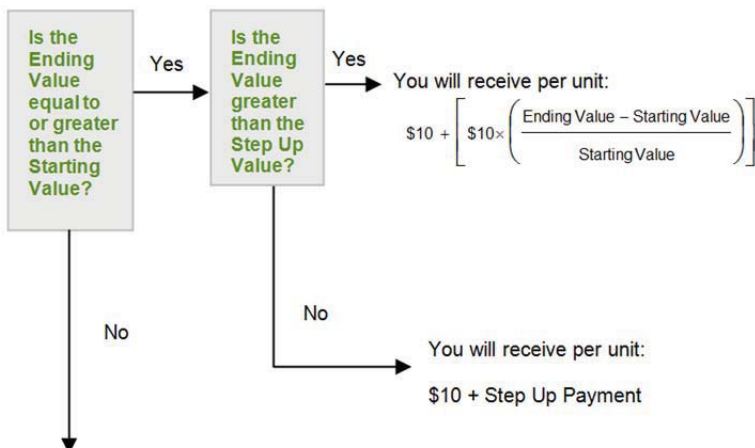 Is the
Ending
Value
equal to
or greater
than the
Starting
Value?
Yes
Is the
Ending
Value
greater
than the
Step Up
Value?
Yes
You will receive per unit:
$10 + [ $10× ( Ending Value – Starting Value
Starting Value ) ]
No
No
You will receive per unit:
$10 + Step Up Payment